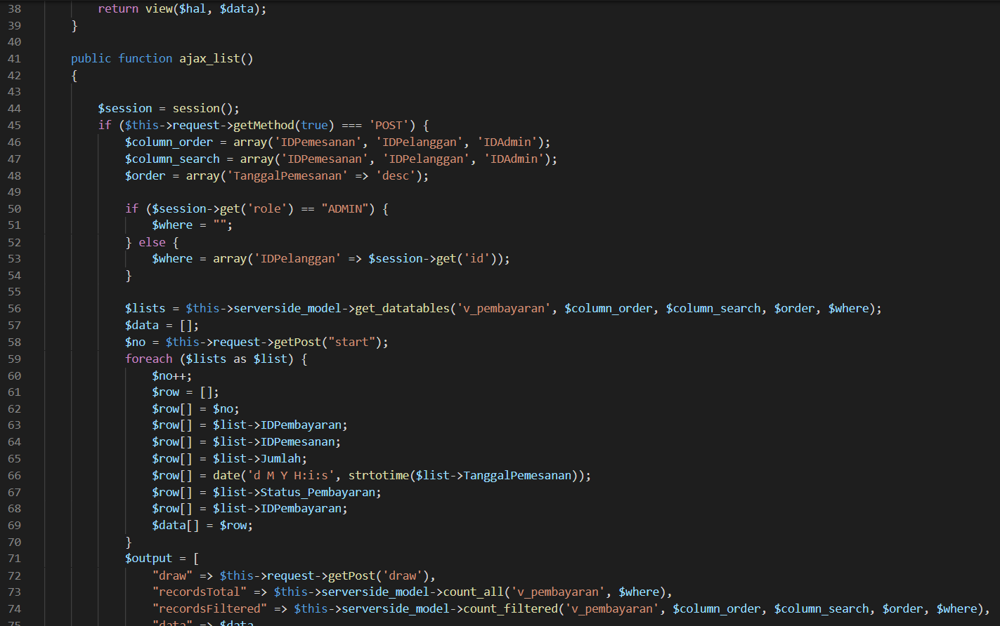 38 return view($hal, $data);
39 }
40
41 public function ajax_list()
42 {
43
44 $session = session();
45 if ($this->request->getMethod(true) === 'POST') {
46 $column_order = array('IDPemesanan', 'IDPelanggan', 'IDAdmin');
47 $column_search = array('IDPemesanan', 'IDPelanggan', 'IDAdmin');
48 $order = array('TanggalPemesanan' => 'desc');
49
50 if ($session->get('role') == "ADMIN") {
51 $where = "";
52 } else {
53 $where = array('IDPelanggan' => $session->get('id'));
54 }
55
56 $lists = $this->serverside_model->get_datatables('v_pembayaran', $column_order, $column_search, $order, $where);
57 $data = [];
58 $no = $this->request->getPost("start");
59 foreach ($lists as $list) {
60 $no++;
61 $row = [];
62 $row[] = $no;
63 $row[] = $list->IDPembayaran;
64 $row[] = $list->IDPemesanan;
65 $row[] = $list->Jumlah;
66 $row[] = date('d M Y H:i:s', strtotime($list->TanggalPemesanan));
67 $row[] = $list->Status_Pembayaran;
68 $row[] = $list->IDPembayaran;
69 $data[] = $row;
70 }
71 $output = [
72 "draw" => $this->request->getPost('draw'),
73 "recordsTotal" => $this->serverside_model->count_all('v_pembayaran', $where),
74 "recordsFiltered" => $this->serverside_model->count_filtered('v_pembayaran', $column_order, $column_search, $order, $where),
75 "data" => $data